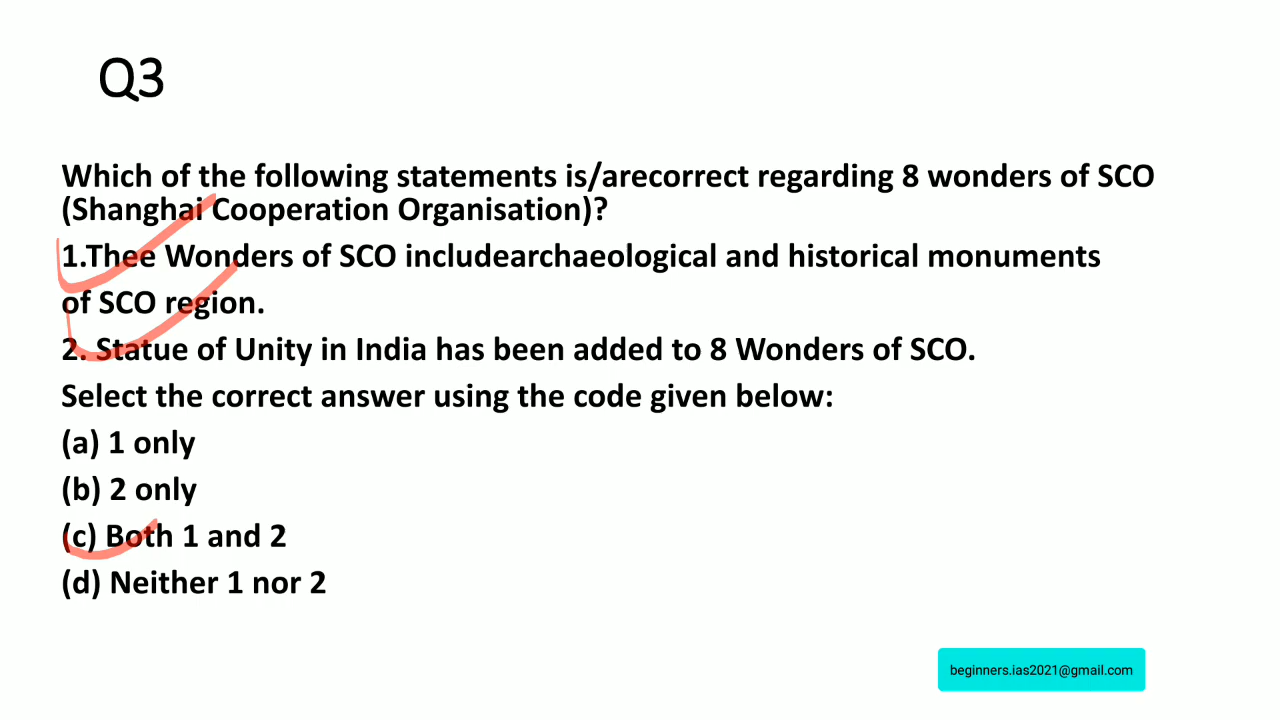 Q3
Which of the following statements is/arecorrect regarding 8 wonders of SCO
(Shanghai Cooperation Organisation)?
1.Thee Wonders of SCO includearchaeological and historical monuments
of SCO region.
2. Statue of Unity in India has been added to 8 Wonders of SCO.
Select the correct answer using the code given below:
(a) 1 only
(b) 2 only
(c) Both 1 and 2
(d) Neither 1 nor 2
beginners.ias2021@gmail.com